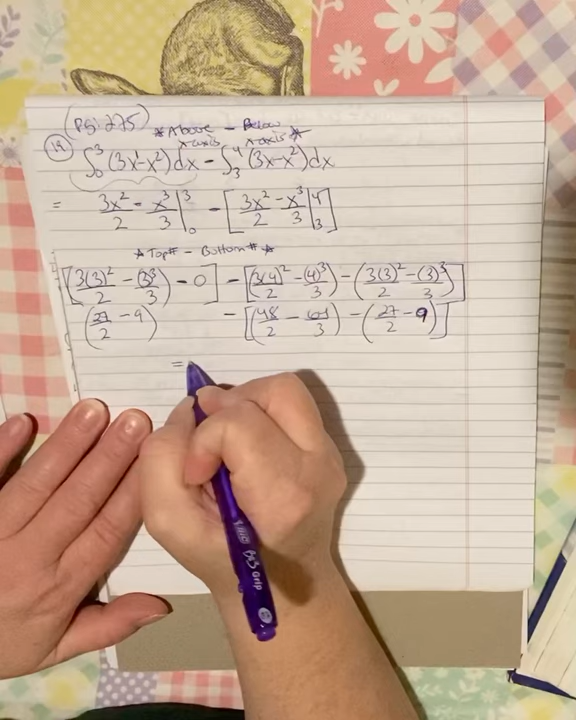 (Pg: 275)
*Above - Below*
x-axis x-axis
19 ∫₀³(3x-x²)dx - ∫₃⁴(3x-x²)dx
= 3x²/2 - x³/3 |₀³ - [3x²/2 - x³/3 |₃⁴]
*Top# - Bottom#*
[(3(3)²/2 - (3)³/3) - 0] - [(3(4)²/2 - (4)³/3) - (3(3)²/2 - (3)³/3)]
(27/2 - 9) - [(48/2 - 64/3) - (27/2 - 9)]
=
BIC Grip